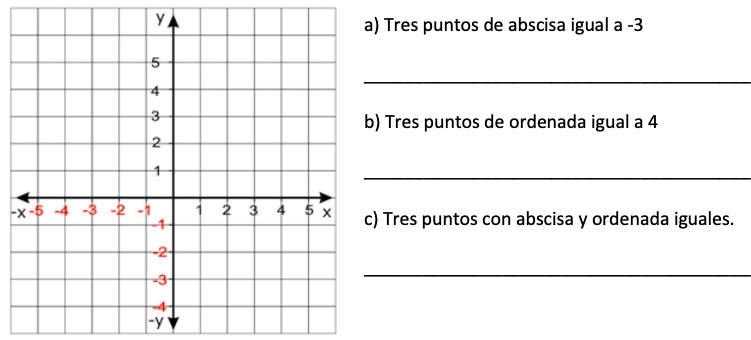 y
5
4
3
2
1
-x -5 -4 -3 -2 -1 1 2 3 4 5 x
-1
-2
-3
-4
-y
a) Tres puntos de abscisa igual a -3
b) Tres puntos de ordenada igual a 4
c) Tres puntos con abscisa y ordenada iguales.